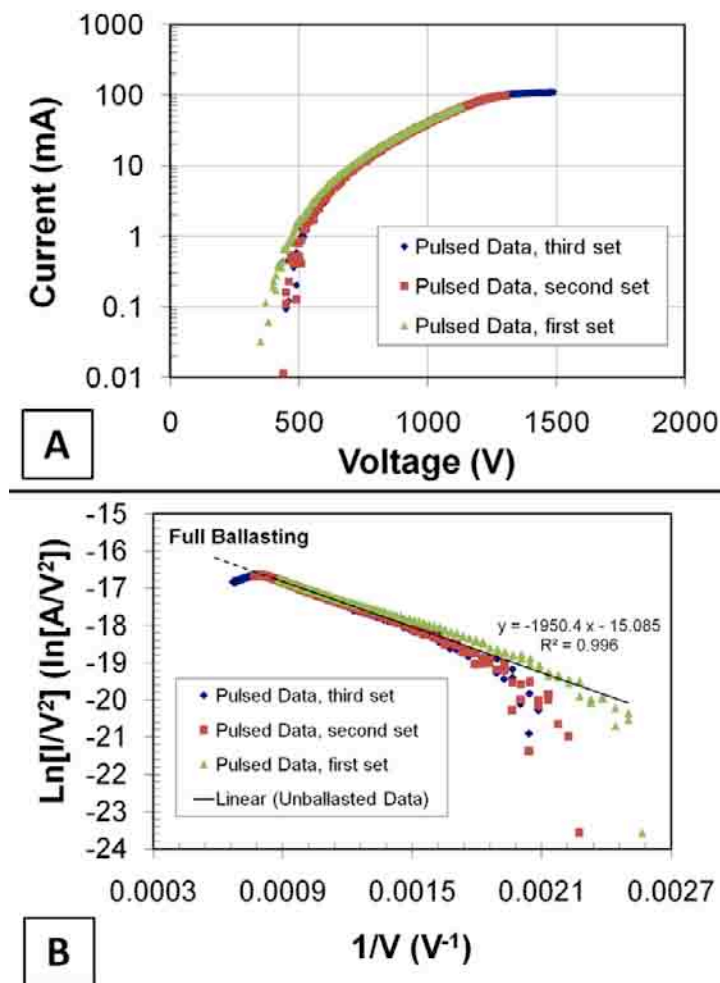 1000
100
10
1
0.1
0.01
Current (mA)
Pulsed Data, third set
Pulsed Data, second set
Pulsed Data, first set
0 500 1000 1500 2000
Voltage (V)
A
-15
-16
-17
-18
-19
-20
-21
-22
-23
-24
Ln[I/V²] (ln[A/V²])
Full Ballasting
y = -1950.4 x - 15.085
R² = 0.996
Pulsed Data, third set
Pulsed Data, second set
Pulsed Data, first set
Linear (Unballasted Data)
0.0003 0.0009 0.0015 0.0021 0.0027
1/V (V⁻¹)
B